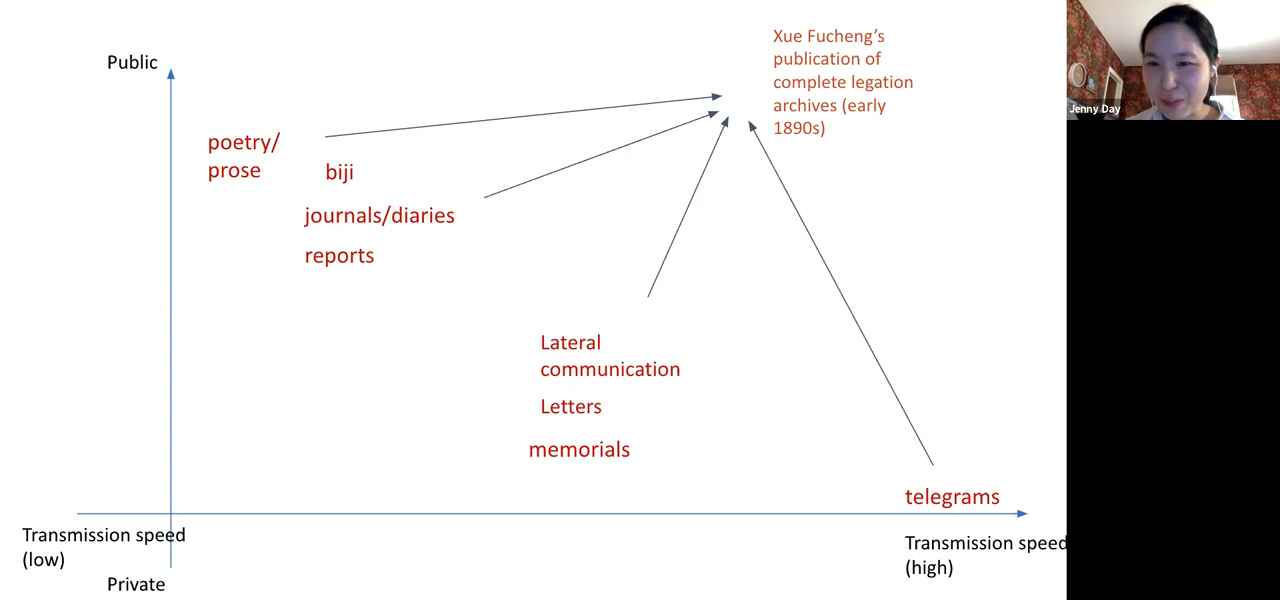 Public
Xue Fucheng’s
publication of
complete legation
archives (early
1890s)
Jenny Day
poetry/
prose
biji
journals/diaries
reports
Lateral
communication
Letters
memorials
telegrams
Transmission speed
(low)
Transmission speed
(high)
Private